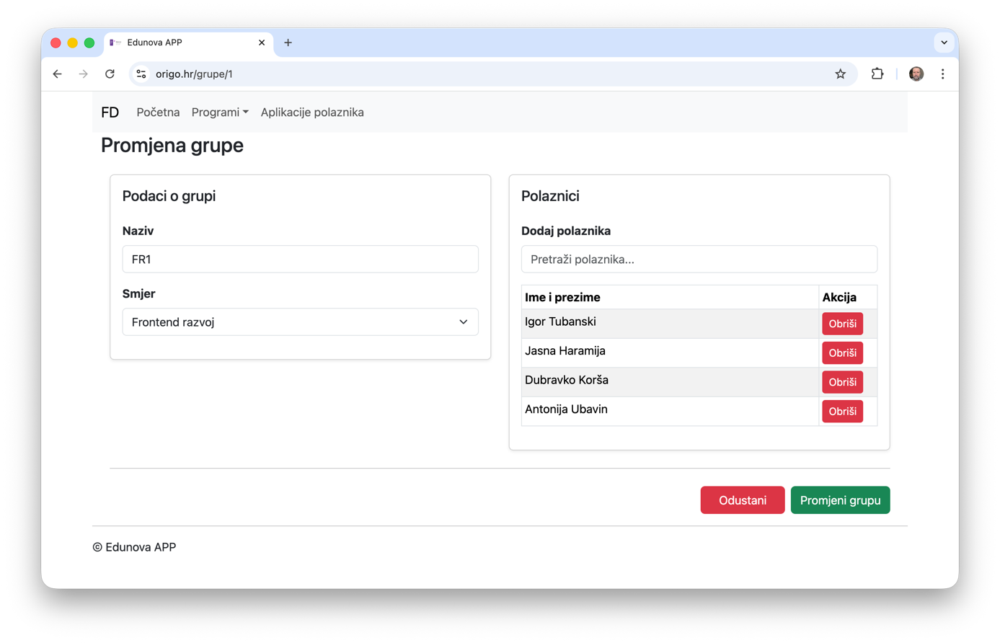 Edunova APP
origo.hr/grupe/1
FD Početna Programi Aplikacije polaznika
Promjena grupe
Podaci o grupi
Naziv
FR1
Smjer
Frontend razvoj
Polaznici
Dodaj polaznika
Pretraži polaznika...
Ime i prezime Akcija
Igor Tubanski Obriši
Jasna Haramija Obriši
Dubravko Korša Obriši
Antonija Ubavin Obriši
Odustani Promjeni grupu
© Edunova APP